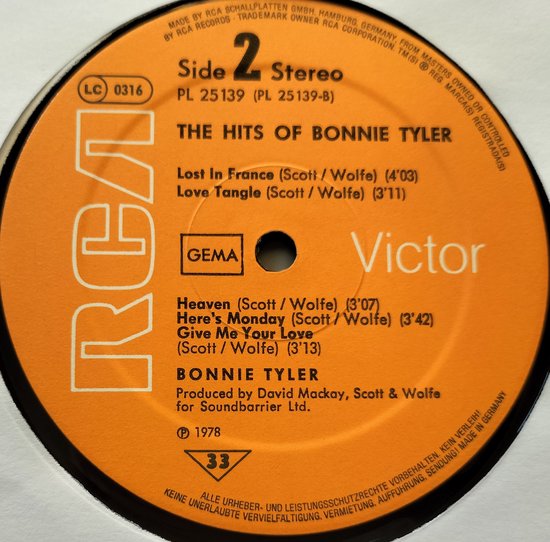 MADE BY RCA SCHALLPLATTEN GMBH, HAMBURG, GERMANY, FROM MASTERS OWNED OR CONTROLLED
BY RCA RECORDS · TRADEMARK OWNER RCA CORPORATION. TM(S) ® REG. MARCA(S) REGISTRADA(S)
Side 2 Stereo
LC 0316
PL 25139 (PL 25139-B)
THE HITS OF BONNIE TYLER
Lost In France (Scott / Wolfe) (4'03)
Love Tangle (Scott / Wolfe) (3'11)
RCA
GEMA
Victor
Heaven (Scott / Wolfe) (3'07)
Here's Monday (Scott / Wolfe) (3'42)
Give Me Your Love
(Scott / Wolfe) (3'13)
BONNIE TYLER
Produced by David Mackay, Scott & Wolfe
for Soundbarrier Ltd.
℗ 1978
33
ALLE URHEBER- UND LEISTUNGSSCHUTZRECHTE VORBEHALTEN. KEIN VERLEIH!
KEINE UNERLAUBTE VERVIELFÄLTIGUNG, VERMIETUNG, AUFFÜHRUNG, SENDUNG! MADE IN GERMANY